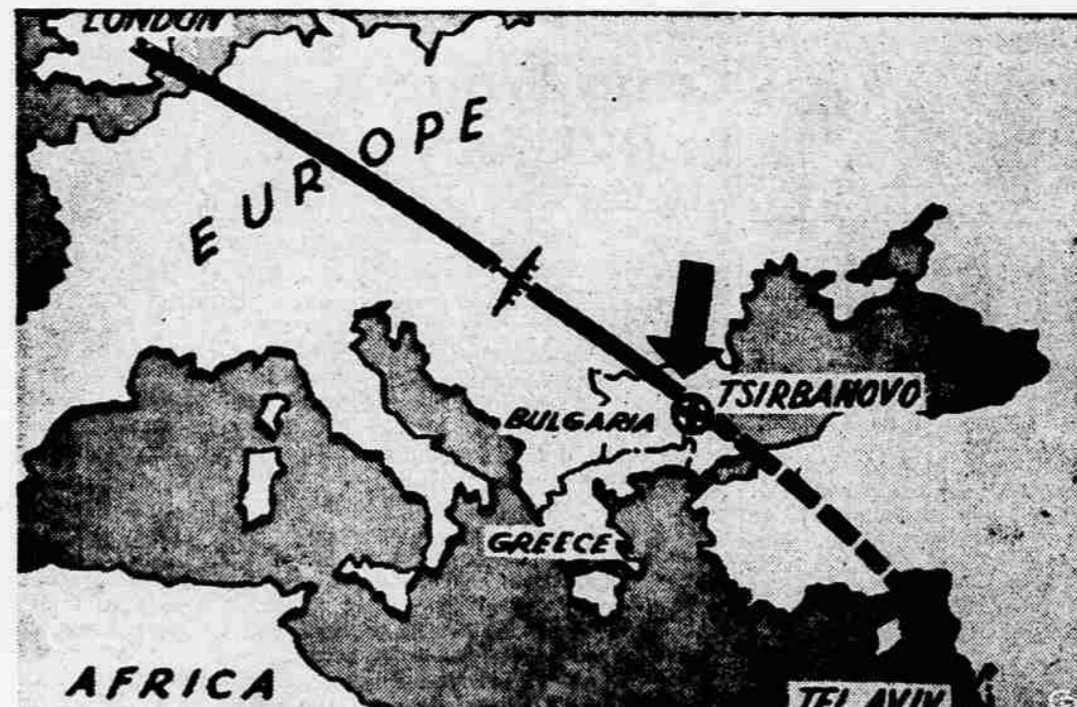 LONDON
EUROPE
TSIRBANOVO
BULGARIA
GREECE
AFRICA
TEL AVIV